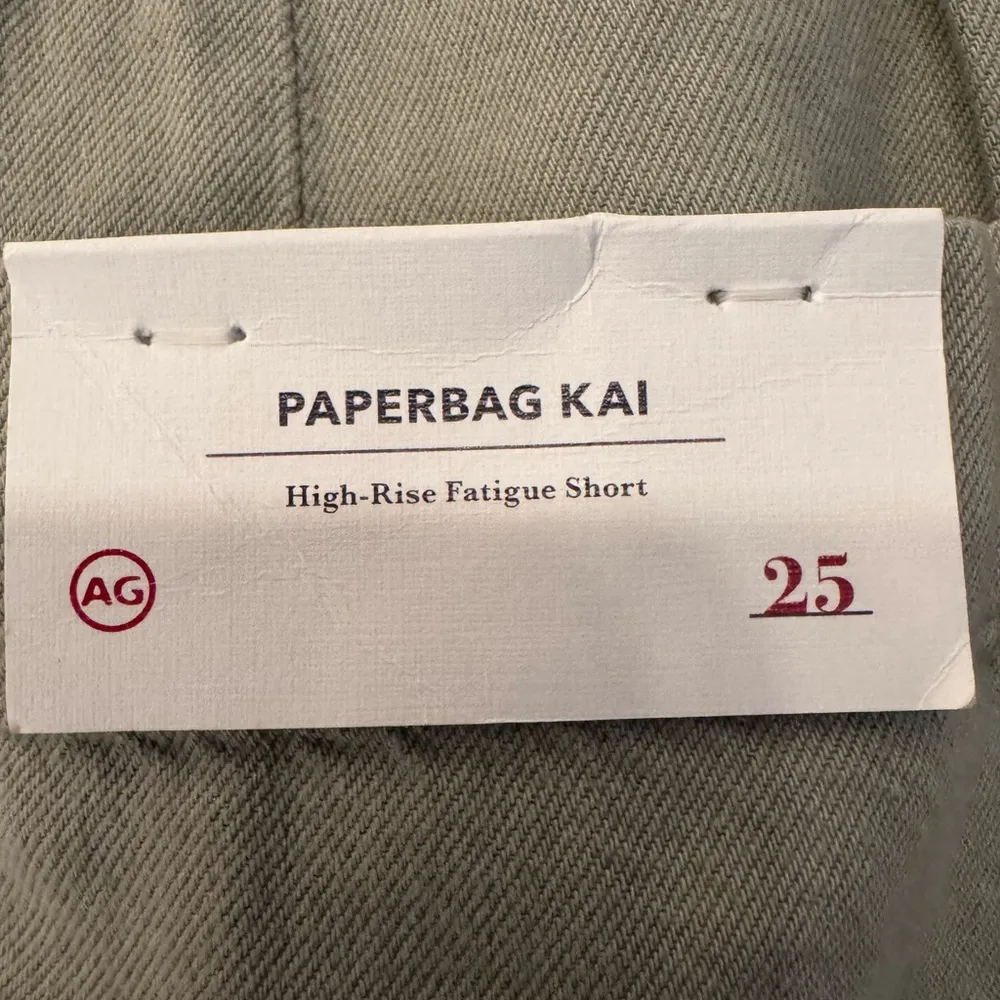 PAPERBAG KAI
High-Rise Fatigue Short
AG
25